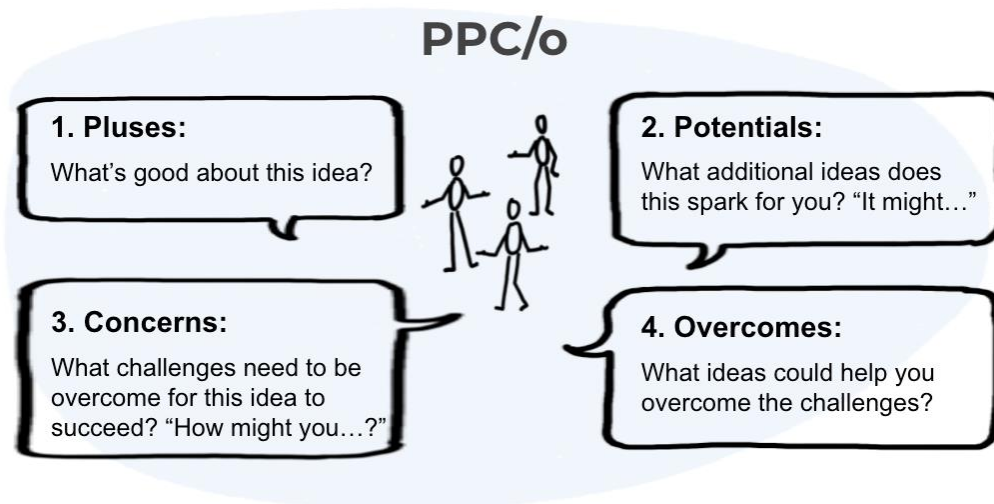 PPC/o
1. Pluses:
What’s good about this idea?
2. Potentials:
What additional ideas does
this spark for you? “It might…”
3. Concerns:
What challenges need to be
overcome for this idea to
succeed? “How might you…?”
4. Overcomes:
What ideas could help you
overcome the challenges?